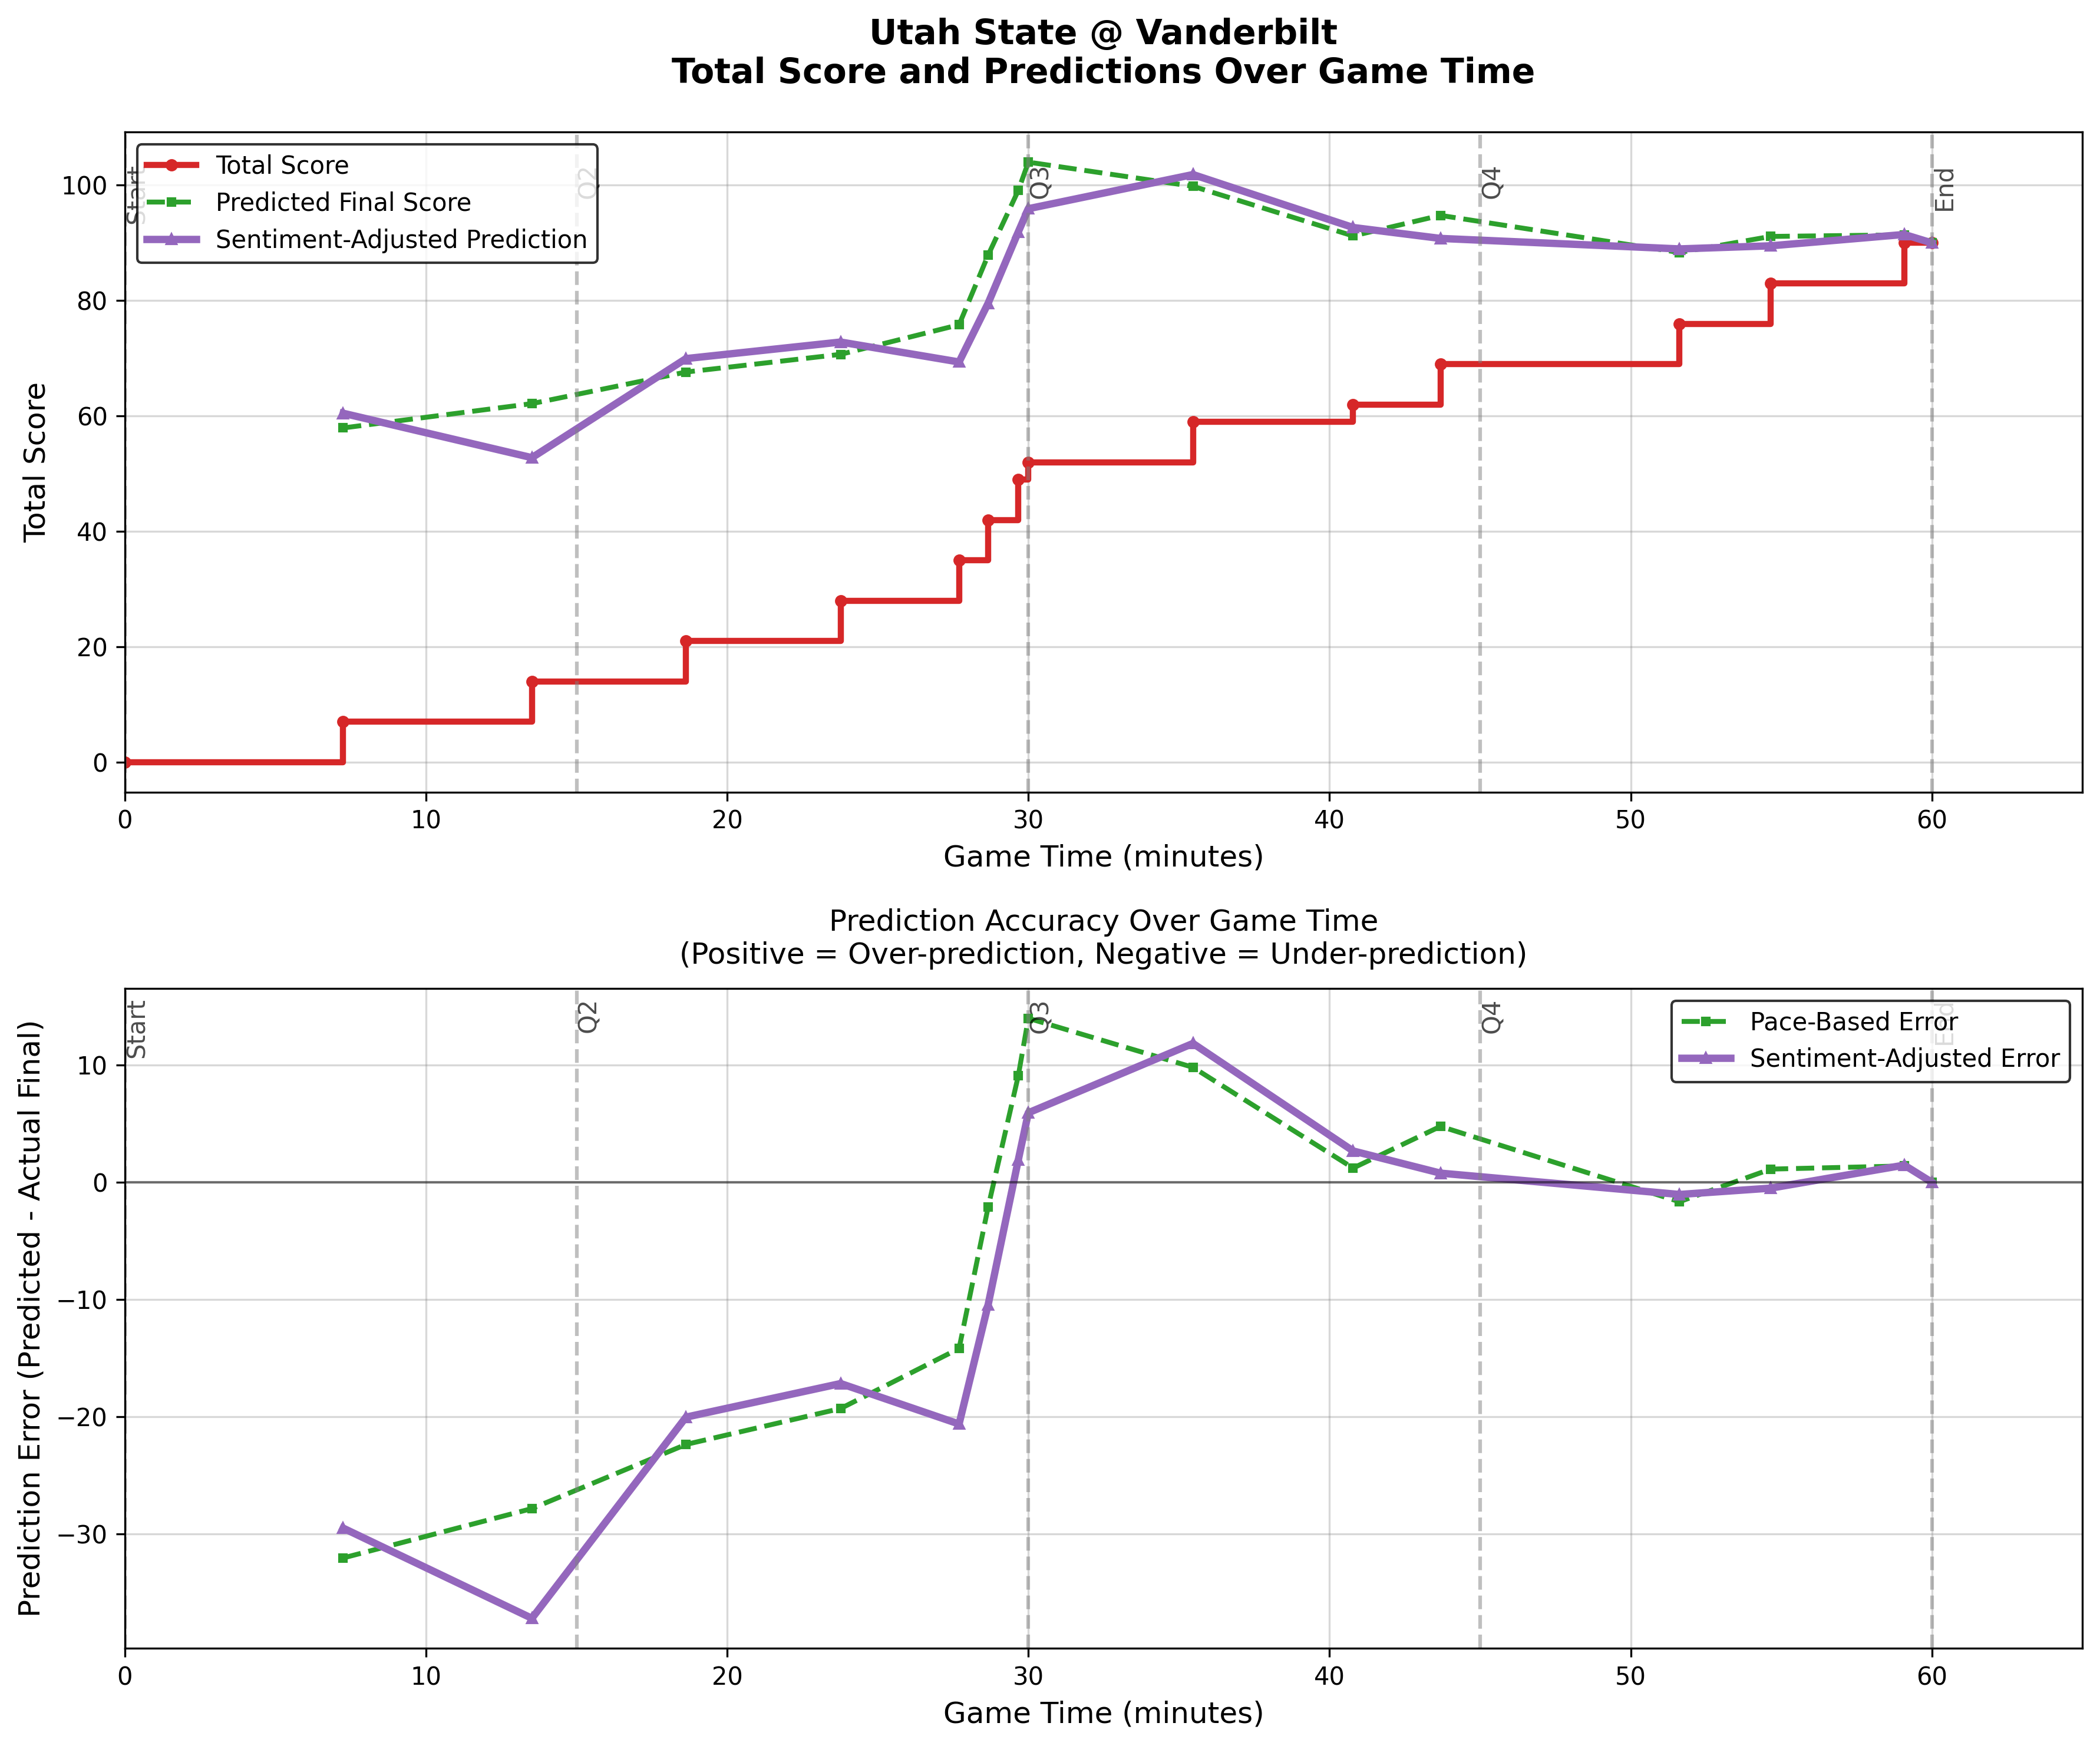 Utah State @ Vanderbilt
Total Score and Predictions Over Game Time
Start
Q2
Q3
Q4
End
Total Score
Predicted Final Score
Sentiment-Adjusted Prediction
Total Score
100
80
60
40
20
0
0
10
20
30
40
50
60
Game Time (minutes)
Prediction Accuracy Over Game Time
(Positive = Over-prediction, Negative = Under-prediction)
Start
Q2
Q3
Q4
End
Pace-Based Error
Sentiment-Adjusted Error
Prediction Error (Predicted - Actual Final)
10
0
−10
−20
−30
0
10
20
30
40
50
60
Game Time (minutes)